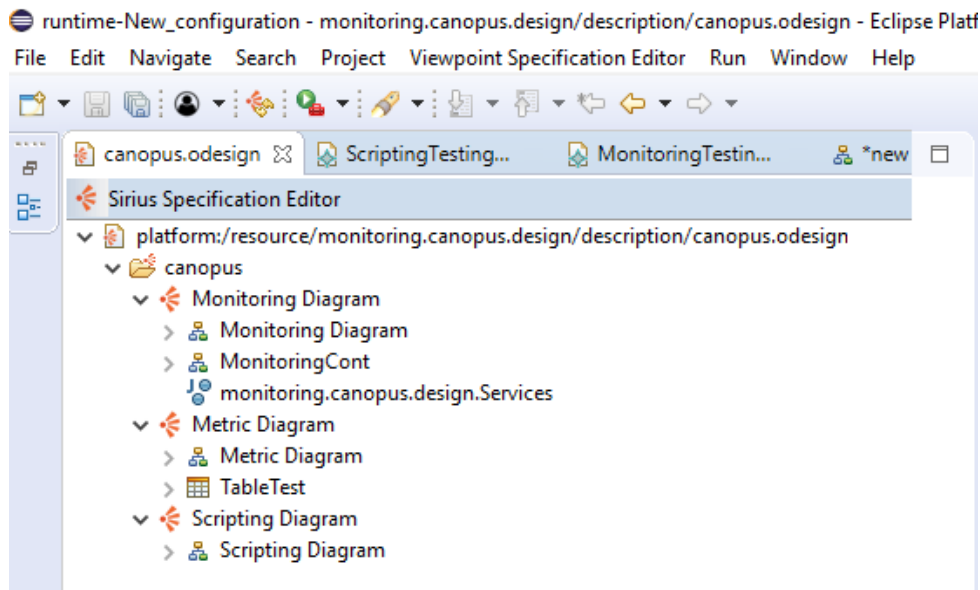 runtime-New_configuration - monitoring.canopus.design/description/canopus.odesign - Eclipse Platf
File Edit Navigate Search Project Viewpoint Specification Editor Run Window Help
canopus.odesign ScriptingTesting... MonitoringTestin... *new
Sirius Specification Editor
platform:/resource/monitoring.canopus.design/description/canopus.odesign
canopus
Monitoring Diagram
Monitoring Diagram
MonitoringCont
monitoring.canopus.design.Services
Metric Diagram
Metric Diagram
TableTest
Scripting Diagram
Scripting Diagram